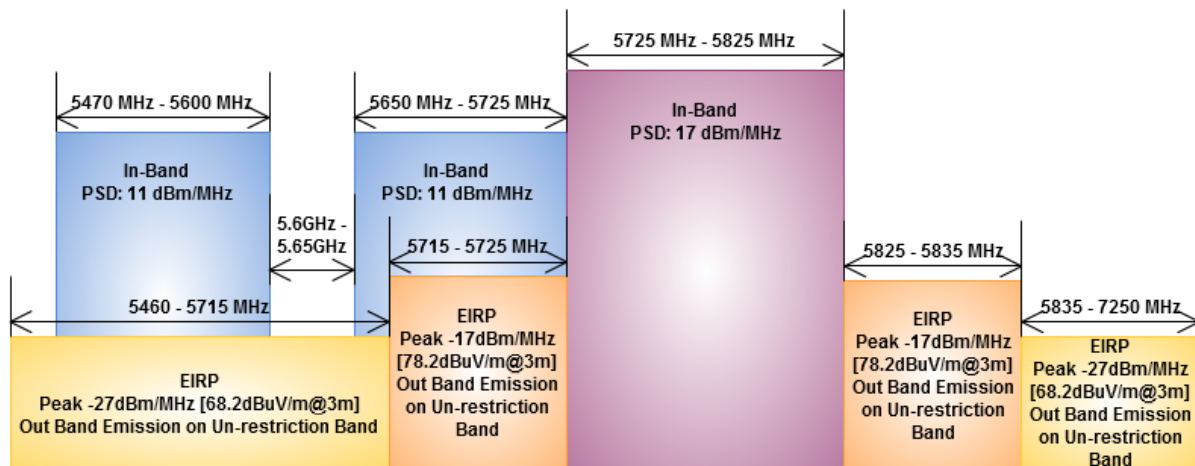 5725 MHz - 5825 MHz
5470 MHz - 5600 MHz
5650 MHz - 5725 MHz
In-Band
PSD: 17 dBm/MHz
In-Band
PSD: 11 dBm/MHz
In-Band
PSD: 11 dBm/MHz
5.6GHz -
5.65GHz
5715 - 5725 MHz
5825 - 5835 MHz
5460 - 5715 MHz
5835 - 7250 MHz
EIRP
Peak -27dBm/MHz [68.2dBuV/m@3m]
Out Band Emission on Un-restriction Band
EIRP
Peak -17dBm/MHz
[78.2dBuV/m@3m]
Out Band Emission
on Un-restriction
Band
EIRP
Peak -17dBm/MHz
[78.2dBuV/m@3m]
Out Band Emission
on Un-restriction
Band
EIRP
Peak -27dBm/MHz
[68.2dBuV/m@3m]
Out Band Emission
on Un-restriction
Band